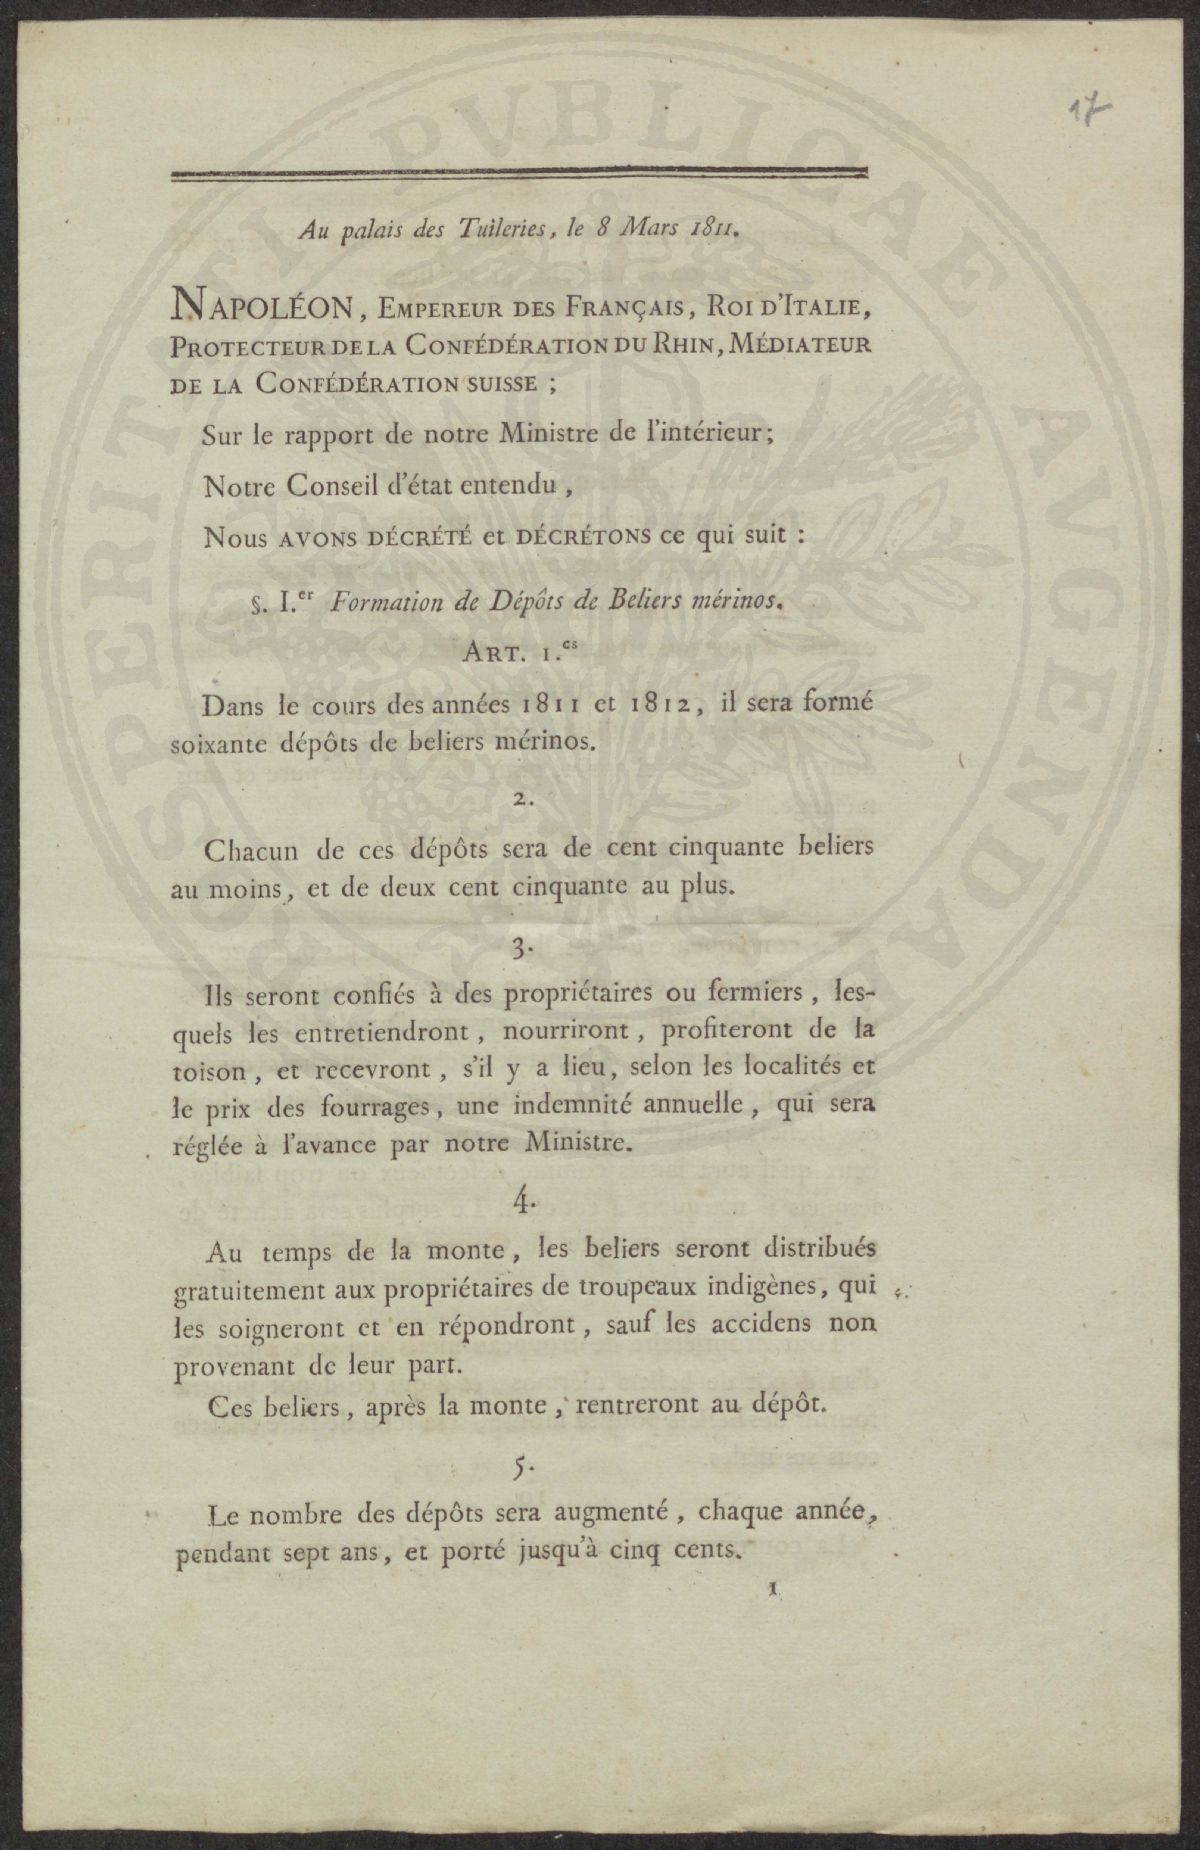 17
Au palais des Tuileries, le 8 Mars 1811.
NAPOLÉON, EMPEREUR DES FRANÇAIS, ROI D'ITALIE,
PROTECTEUR DE LA CONFÉDÉRATION DU RHIN, MÉDIATEUR
DE LA CONFÉDÉRATION SUISSE ;
Sur le rapport de notre Ministre de l'intérieur;
Notre Conseil d'état entendu ,
Nous AVONS DÉCRÉTÉ et DÉCRÉTONS ce qui suit :
§. I.er Formation de Dépôts de Beliers mérinos.
ART. 1.es
Dans le cours des années 1811 et 1812, il sera formé
soixante dépôts de beliers mérinos.
2.
Chacun de ces dépôts sera de cent cinquante beliers
au moins, et de deux cent cinquante au plus.
3.
Ils seront confiés à des propriétaires ou fermiers , les-
quels les entretiendront , nourriront , profiteront de la
toison , et recevront , s'il y a lieu, selon les localités et
le prix des fourrages, une indemnité annuelle , qui sera
réglée à l'avance par notre Ministre.
4.
Au temps de la monte , les beliers seront distribués
gratuitement aux propriétaires de troupeaux indigènes, qui
les soigneront et en répondront , sauf les accidens non
provenant de leur part.
Ces beliers , après la monte , rentreront au dépôt.
5.
Le nombre des dépôts sera augmenté , chaque année,
pendant sept ans , et porté jusqu'à cinq cents.
1
PROSPERITATI PVBLICAE AVGENDAE